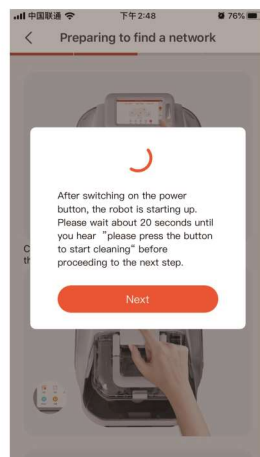 中国联通 下午2:48 76%
Preparing to find a network
After switching on the power
button, the robot is starting up.
Please wait about 20 seconds until
you hear "please press the button
to start cleaning" before
proceeding to the next step.
C
th
Next